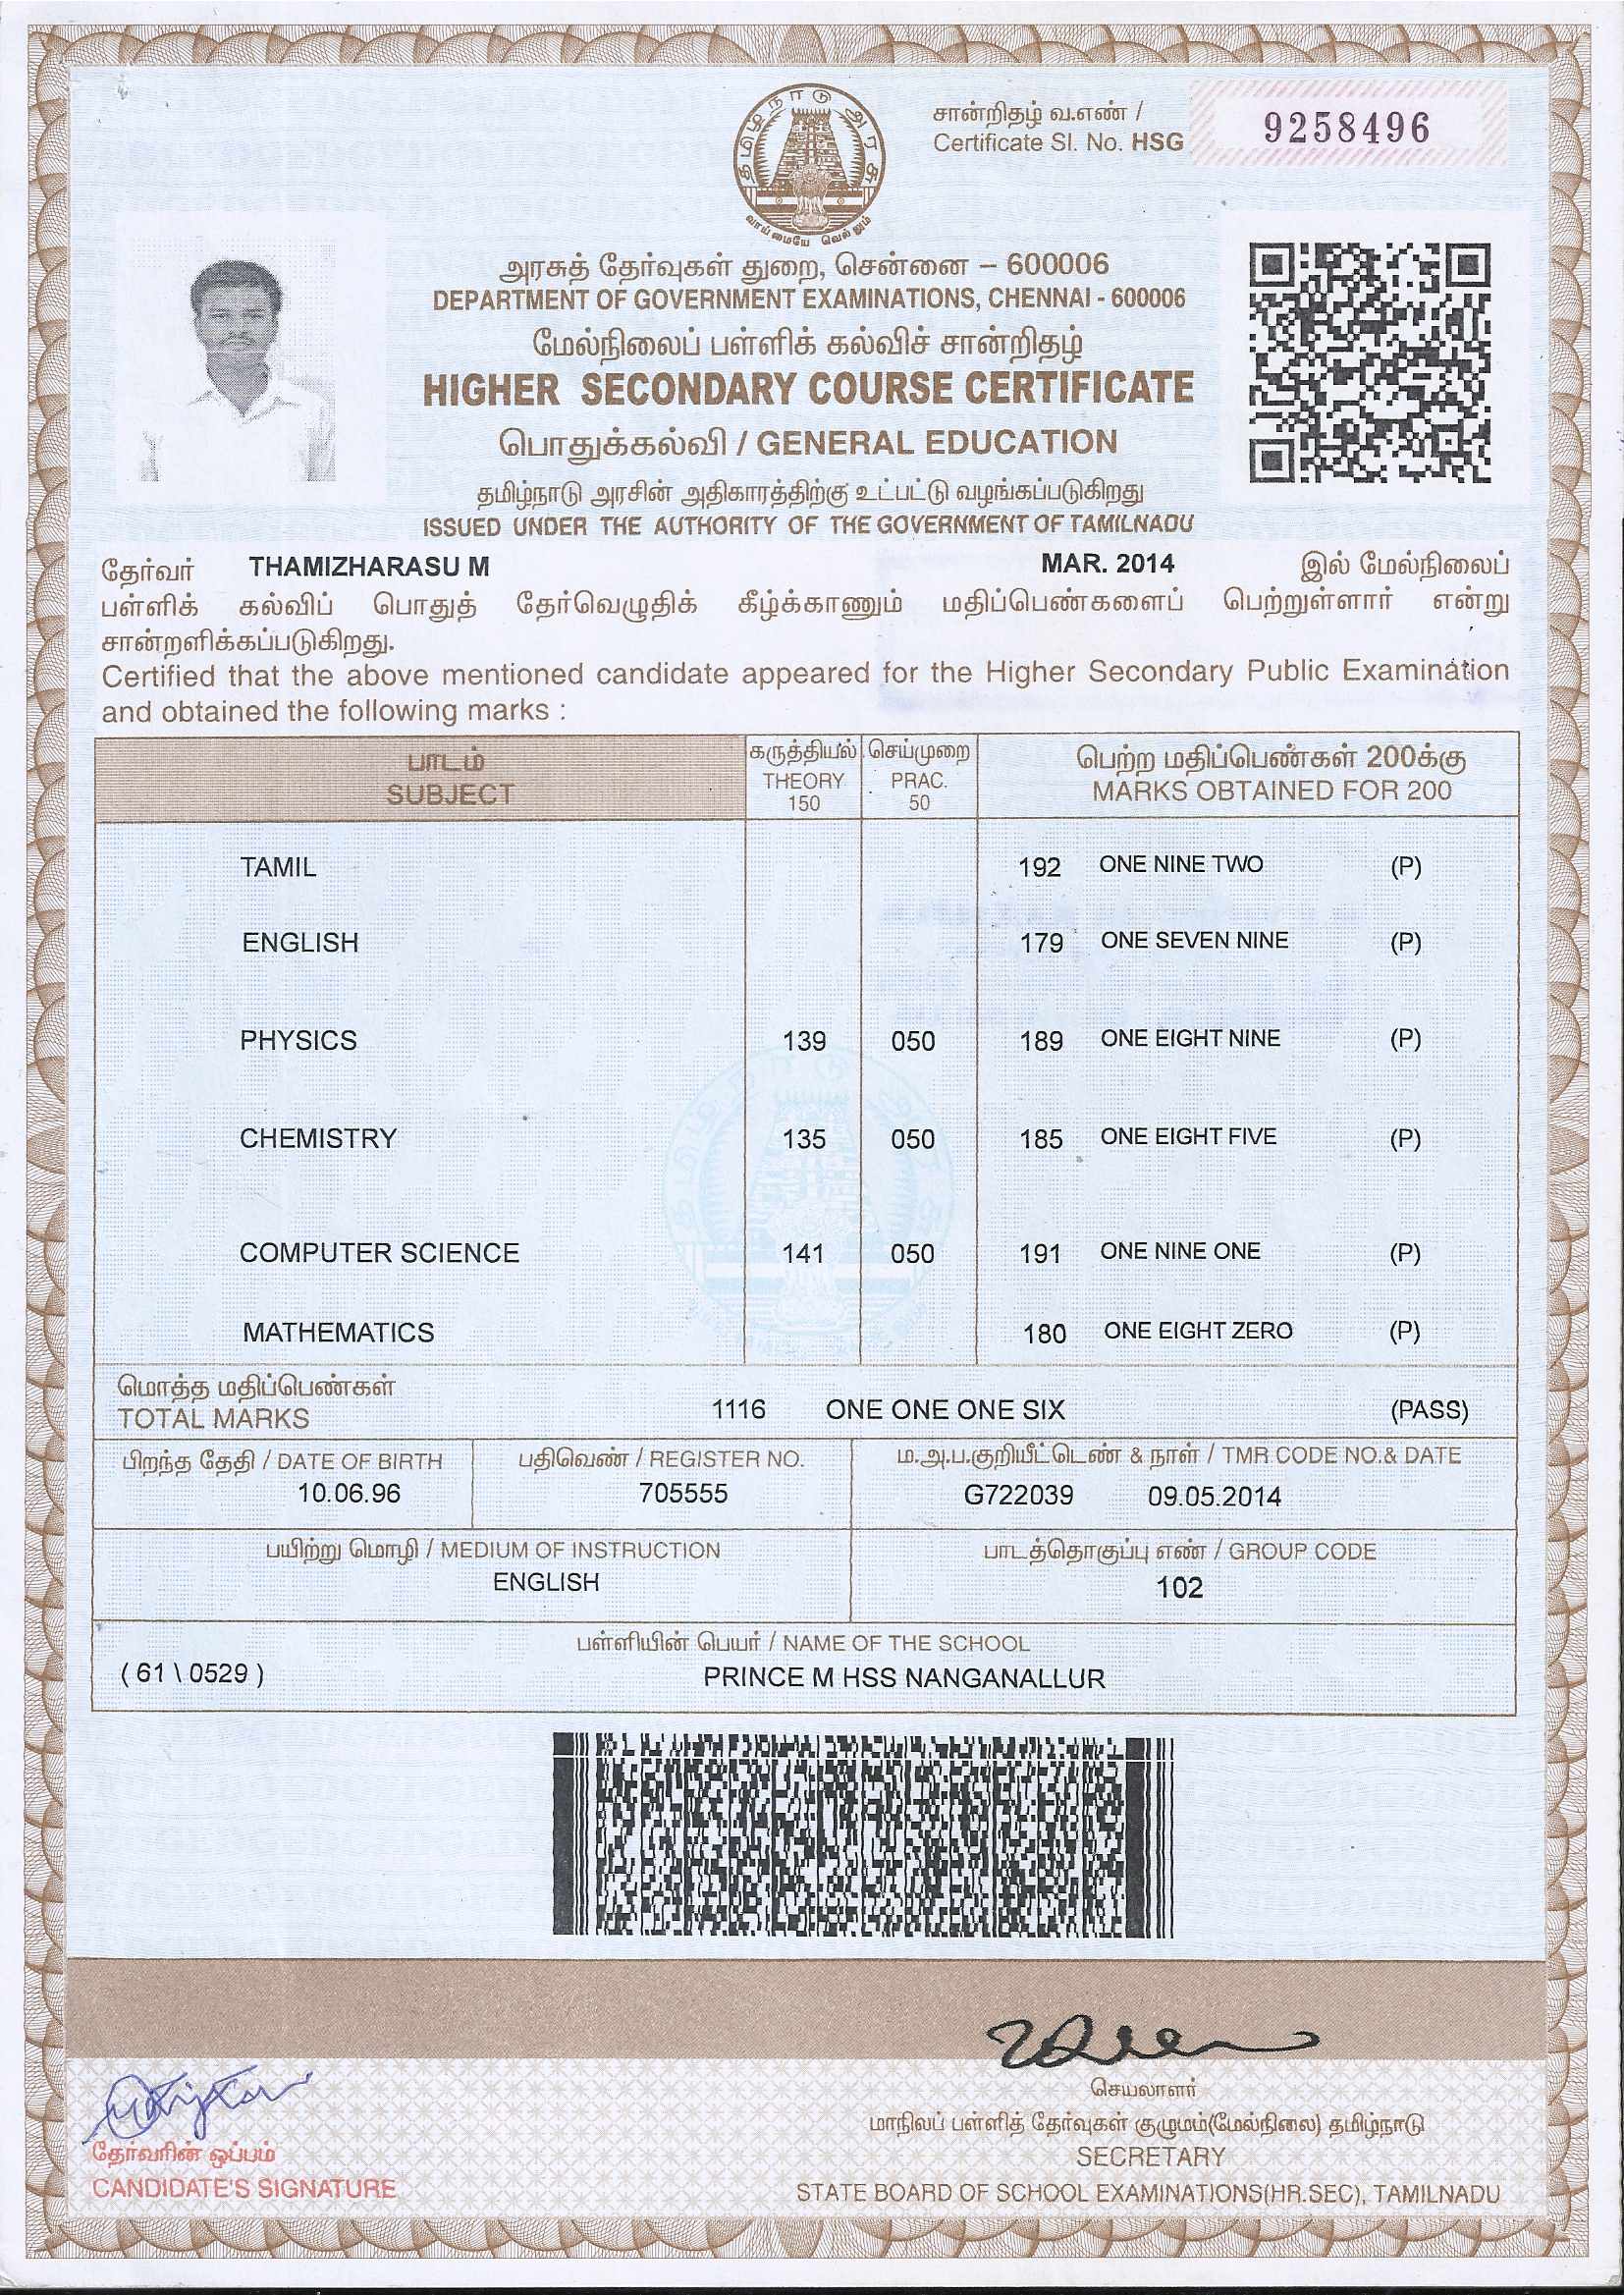 தமிழ்நாடு அரசு
வாய்மையே வெல்லும்
சான்றிதழ் வ.எண் /
Certificate Sl. No. HSG 9258496
அரசுத் தேர்வுகள் துறை, சென்னை – 600006
DEPARTMENT OF GOVERNMENT EXAMINATIONS, CHENNAI - 600006
மேல்நிலைப் பள்ளிக் கல்விச் சான்றிதழ்
HIGHER SECONDARY COURSE CERTIFICATE
பொதுக்கல்வி / GENERAL EDUCATION
தமிழ்நாடு அரசின் அதிகாரத்திற்கு உட்பட்டு வழங்கப்படுகிறது
ISSUED UNDER THE AUTHORITY OF THE GOVERNMENT OF TAMILNADU
தேர்வர் THAMIZHARASU M MAR. 2014 இல் மேல்நிலைப்
பள்ளிக் கல்விப் பொதுத் தேர்வெழுதிக் கீழ்க்காணும் மதிப்பெண்களைப் பெற்றுள்ளார் என்று
சான்றளிக்கப்படுகிறது.
Certified that the above mentioned candidate appeared for the Higher Secondary Public Examination
and obtained the following marks :
பாடம் கருத்தியல் செய்முறை பெற்ற மதிப்பெண்கள் 200க்கு
SUBJECT THEORY PRAC. MARKS OBTAINED FOR 200
150 50
TAMIL 192 ONE NINE TWO (P)
ENGLISH 179 ONE SEVEN NINE (P)
PHYSICS 139 050 189 ONE EIGHT NINE (P)
CHEMISTRY 135 050 185 ONE EIGHT FIVE (P)
COMPUTER SCIENCE 141 050 191 ONE NINE ONE (P)
MATHEMATICS 180 ONE EIGHT ZERO (P)
மொத்த மதிப்பெண்கள்
TOTAL MARKS 1116 ONE ONE ONE SIX (PASS)
பிறந்த தேதி / DATE OF BIRTH பதிவெண் / REGISTER NO. ம.அ.ப.குறியீட்டெண் & நாள் / TMR CODE NO.& DATE
10.06.96 705555 G722039 09.05.2014
பயிற்று மொழி / MEDIUM OF INSTRUCTION பாடத்தொகுப்பு எண் / GROUP CODE
ENGLISH 102
பள்ளியின் பெயர் / NAME OF THE SCHOOL
( 61 \ 0529 ) PRINCE M HSS NANGANALLUR
செயலாளர்
மாநிலப் பள்ளித் தேர்வுகள் குழுமம்(மேல்நிலை) தமிழ்நாடு
தேர்வரின் ஒப்பம் SECRETARY
CANDIDATE'S SIGNATURE STATE BOARD OF SCHOOL EXAMINATIONS(HR.SEC), TAMILNADU